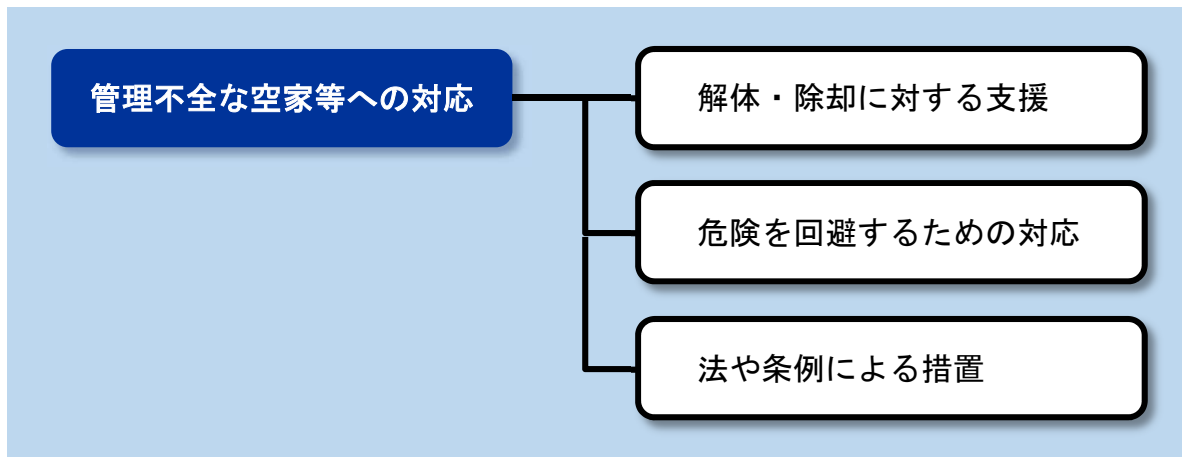 管理不全な空家等への対応
解体・除却に対する支援
危険を回避するための対応
法や条例による措置